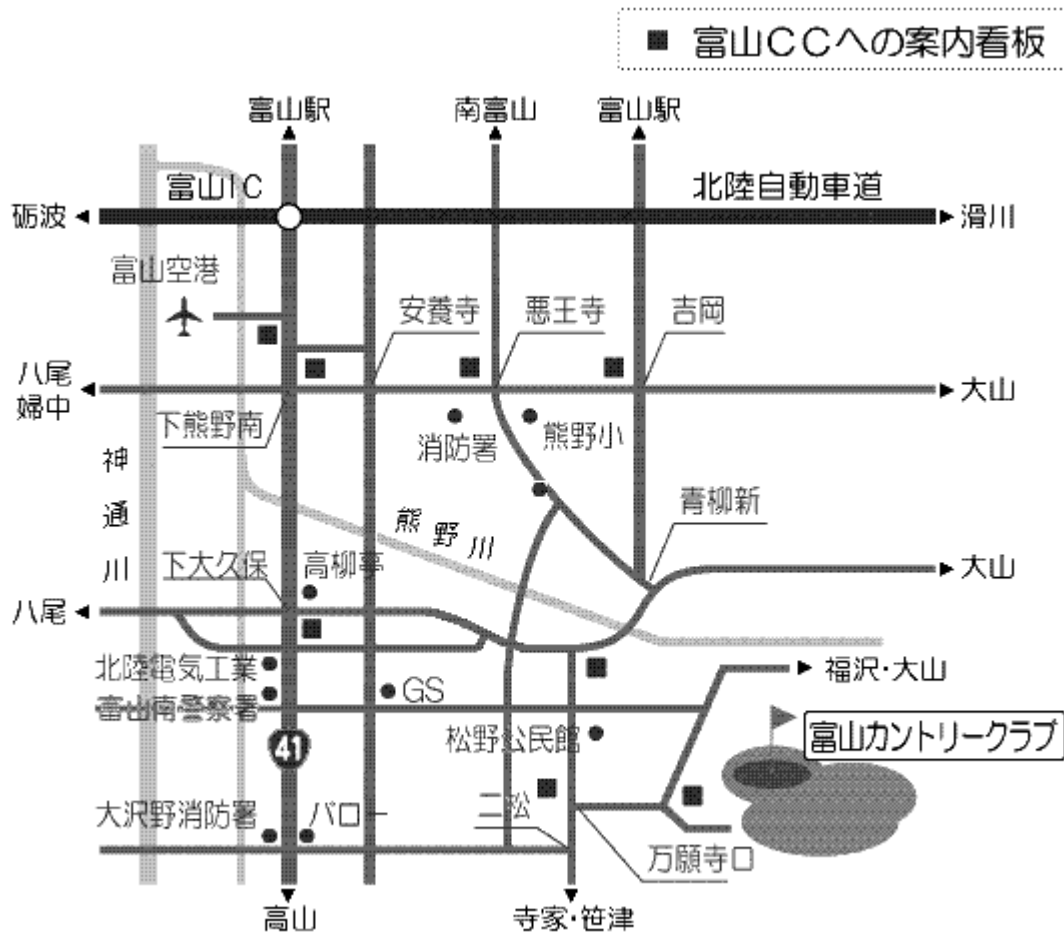 ■ 富山CCへの案内看板
富山駅
南富山
富山駅
富山IC
北陸自動車道
砺波
滑川
富山空港
安養寺
悪王寺
吉岡
八尾
婦中
大山
下熊野南
消防署
熊野小
神通川
熊野川
青柳新
下大久保
高柳亭
大山
八尾
北陸電気工業
富山南警察署
GS
福沢・大山
松野公民館
富山カントリークラブ
41
大沢野消防署
バロー
二松
万願寺口
高山
寺家・笹津